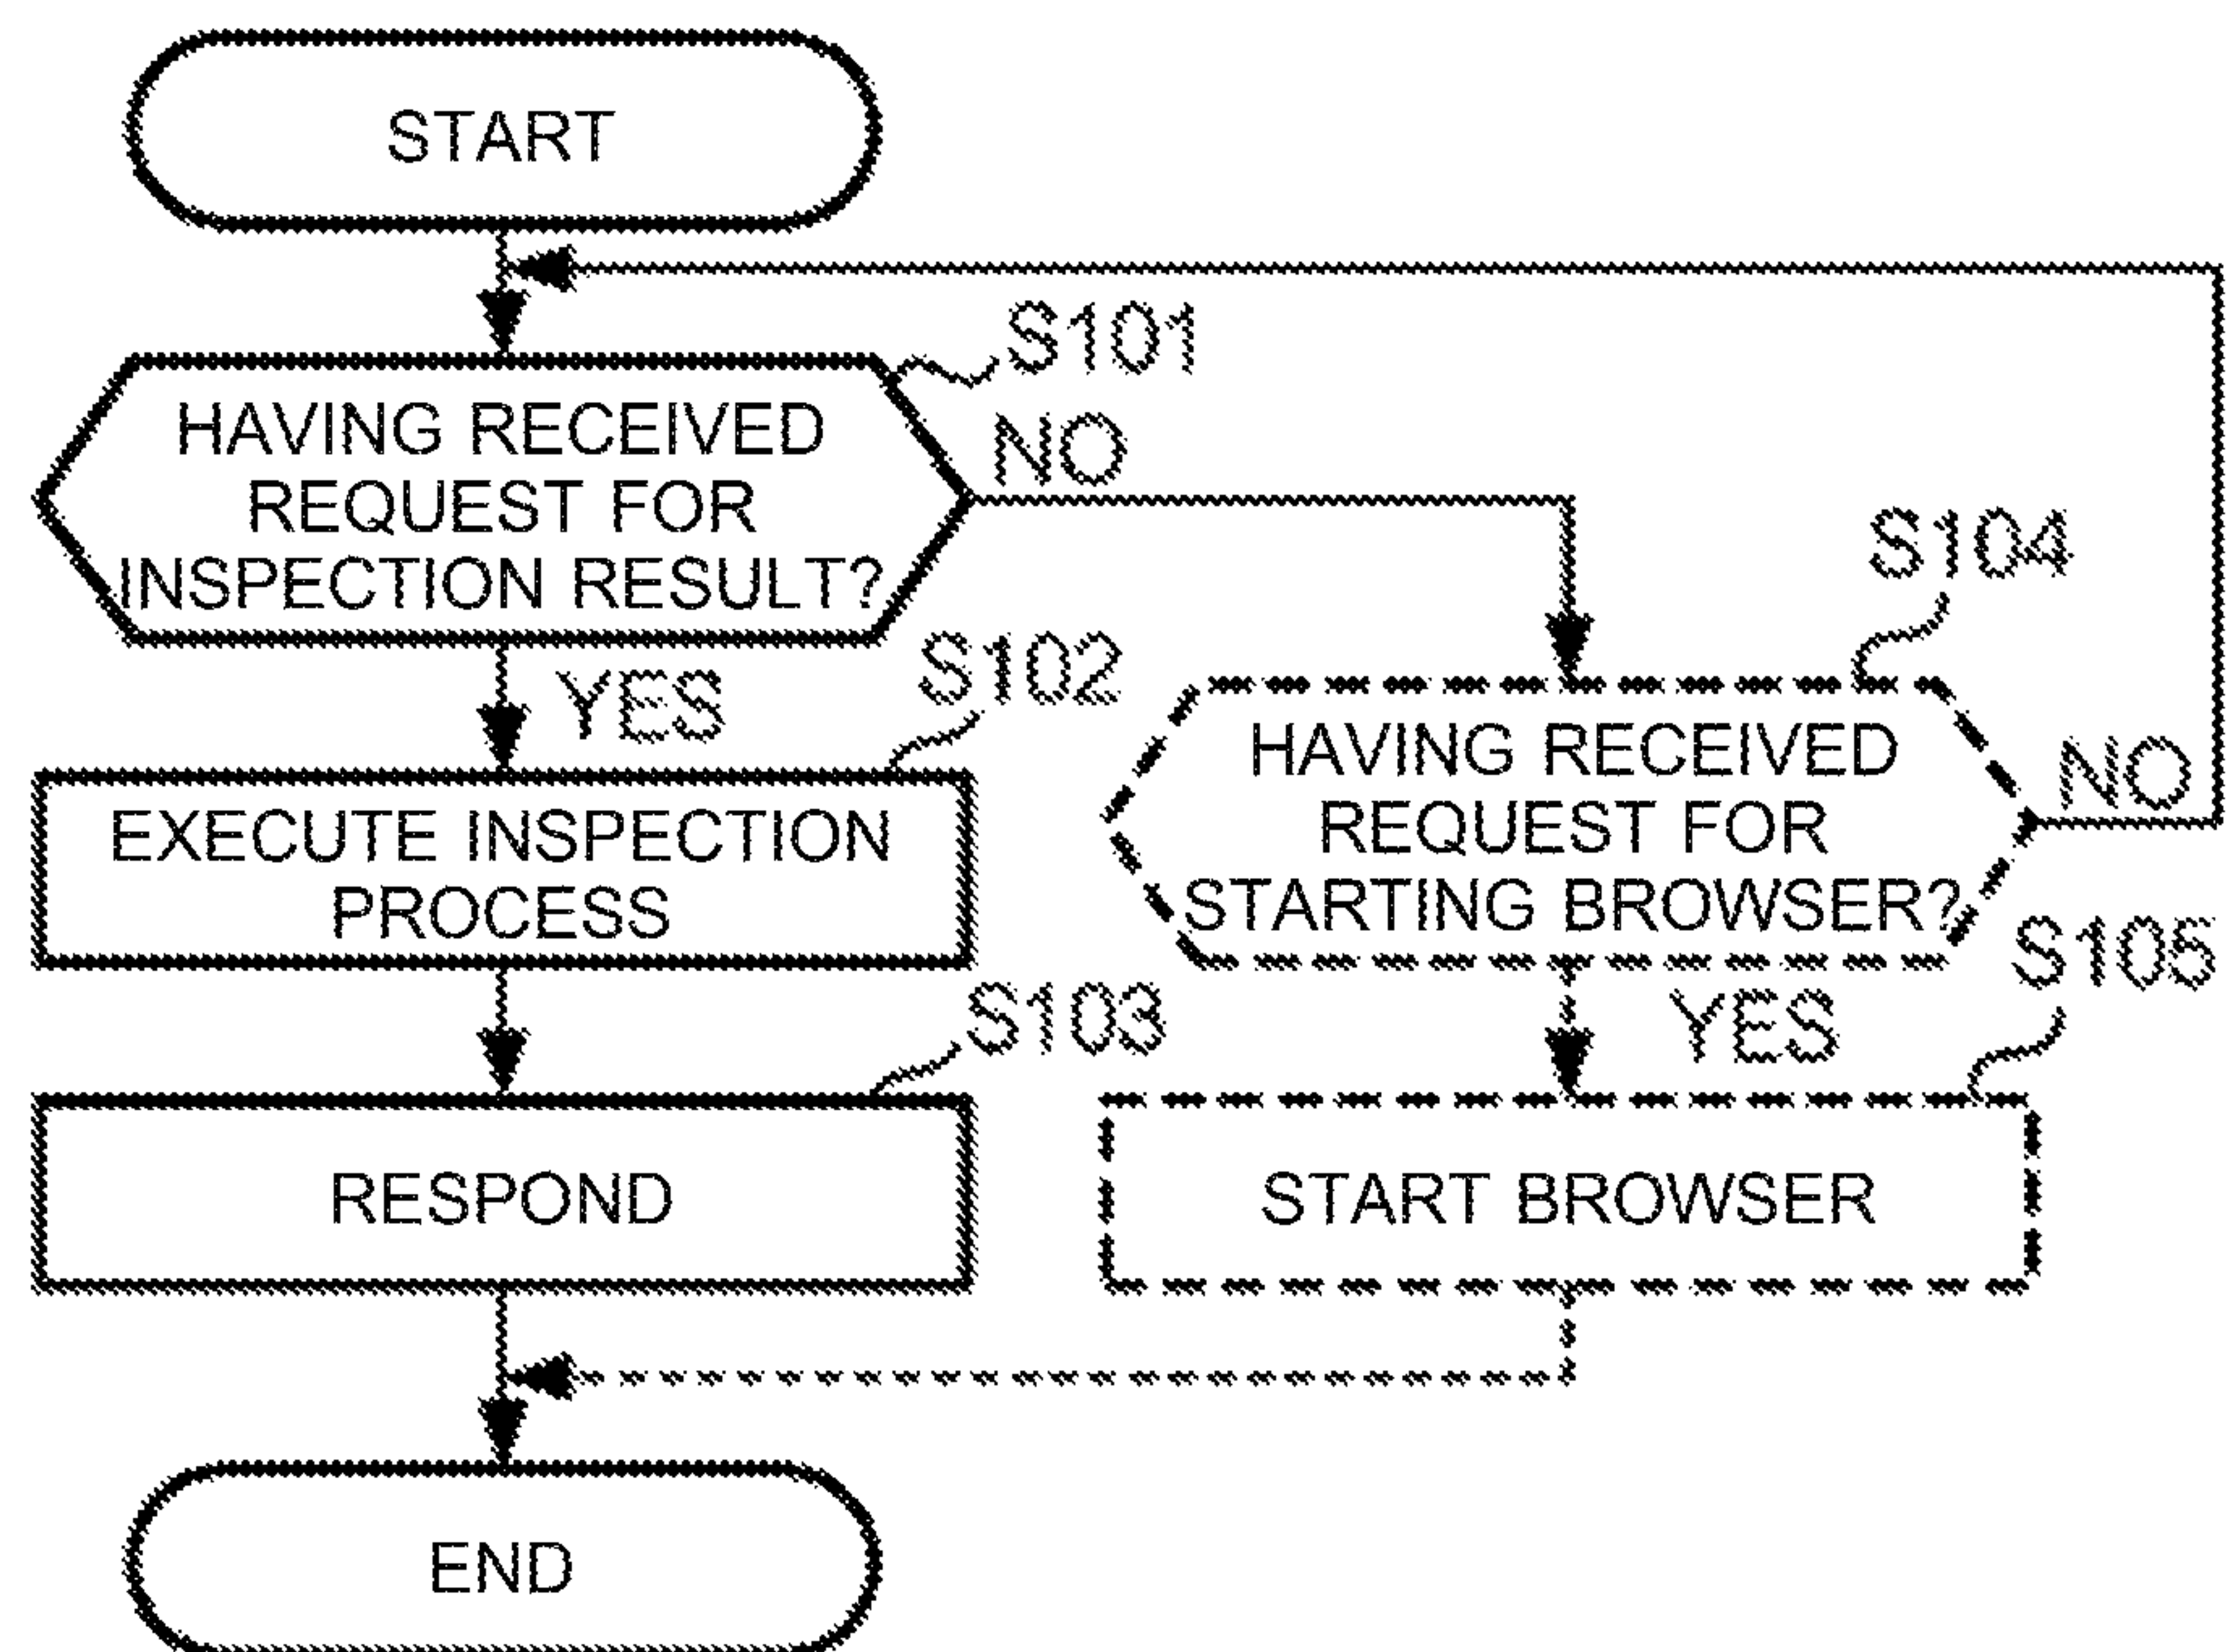 START
S101
HAVING RECEIVED
REQUEST FOR
INSPECTION RESULT?
NO
YES
S102
EXECUTE INSPECTION
PROCESS
S103
RESPOND
S104
HAVING RECEIVED
REQUEST FOR
STARTING BROWSER?
NO
YES
S105
START BROWSER
END